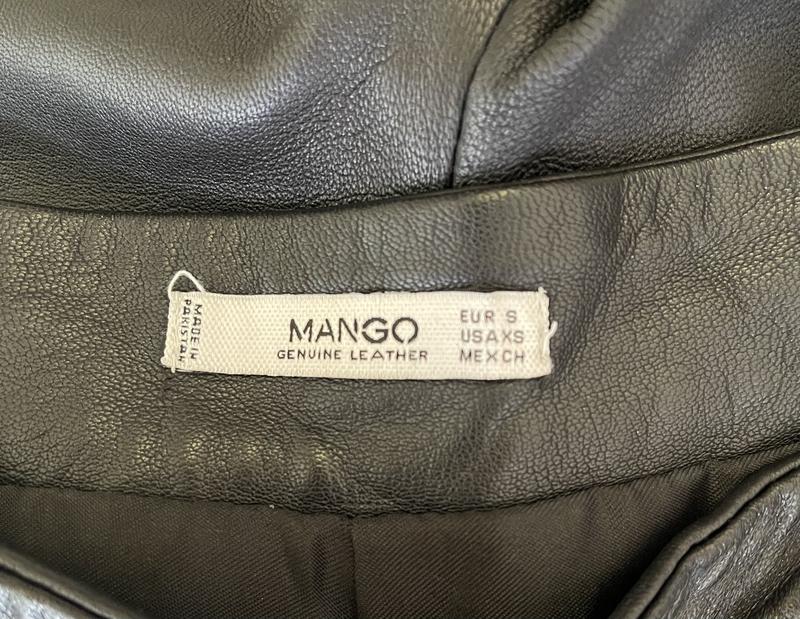 MADE IN
PAKISTAN
MANGO
GENUINE LEATHER
EUR S
USA XS
MEX CH